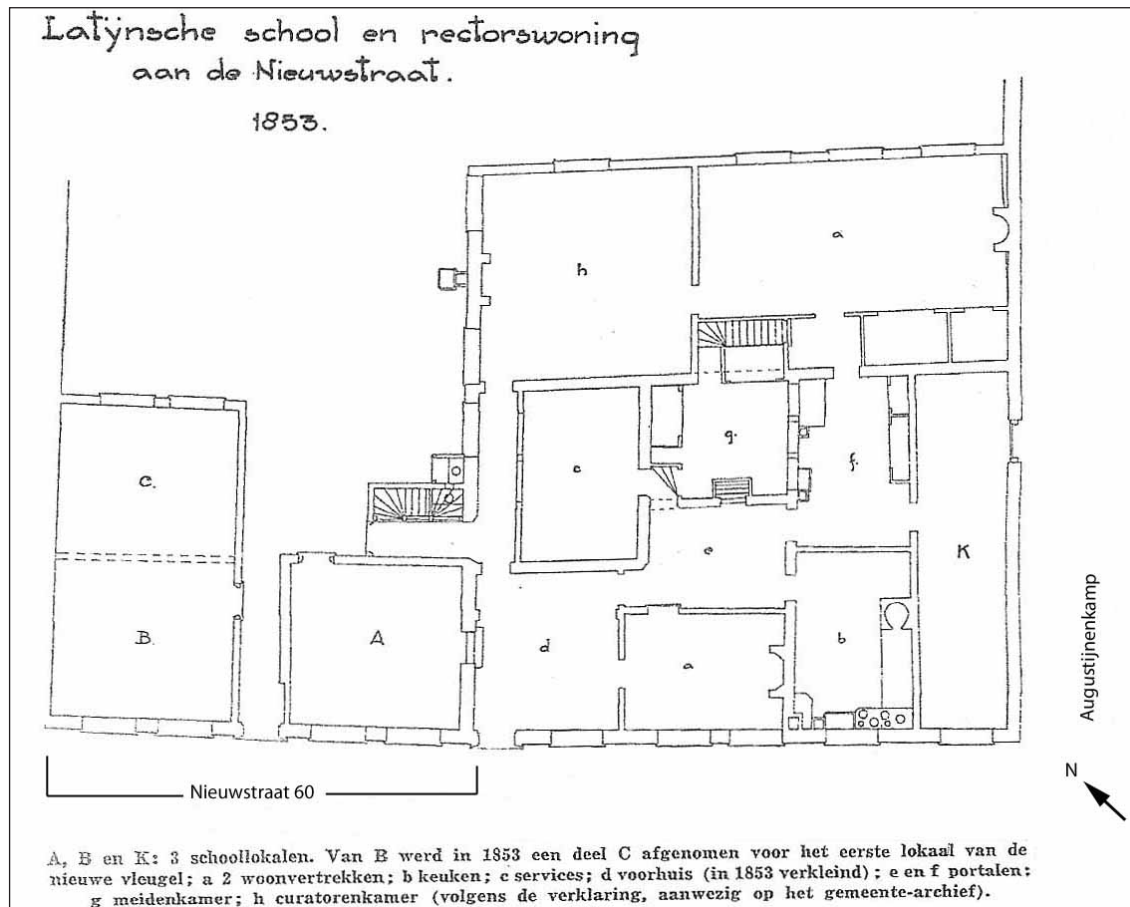 Latÿnsche school en rectorswoning
aan de Nieuwstraat.
1853.
h
a
c
g.
f.
C.
e
K
B.
A
d
a
b
Augustijnenkamp
N
Nieuwstraat 60
A, B en K: 3 schoollokalen. Van B werd in 1853 een deel C afgenomen voor het eerste lokaal van de
nieuwe vleugel; a 2 woonvertrekken; b keuken; c services; d voorhuis (in 1853 verkleind); e en f portalen;
g meidenkamer; h curatorenkamer (volgens de verklaring, aanwezig op het gemeente-archief).